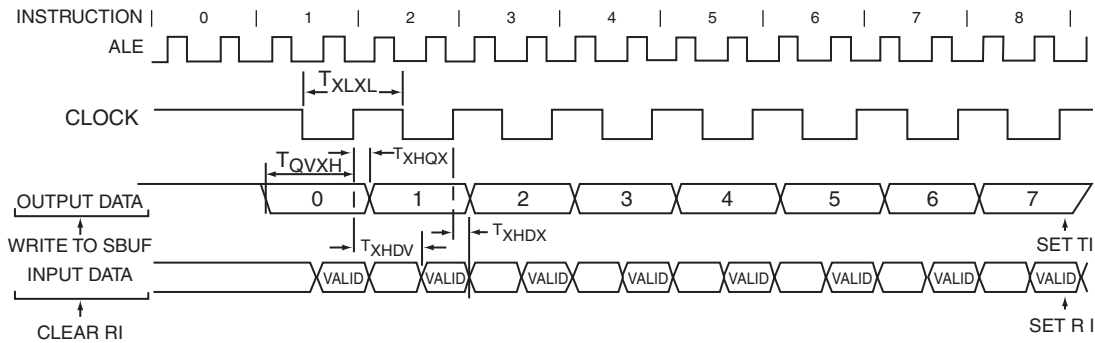 INSTRUCTION | 0 | 1 | 2 | 3 | 4 | 5 | 6 | 7 | 8 |
ALE
TXLXL
CLOCK
TQVXH TXHQX
OUTPUT DATA 0 1 2 3 4 5 6 7
WRITE TO SBUF TXHDV TXHDX SET TI
INPUT DATA VALID VALID VALID VALID VALID VALID VALID VALID
CLEAR RI SET R I